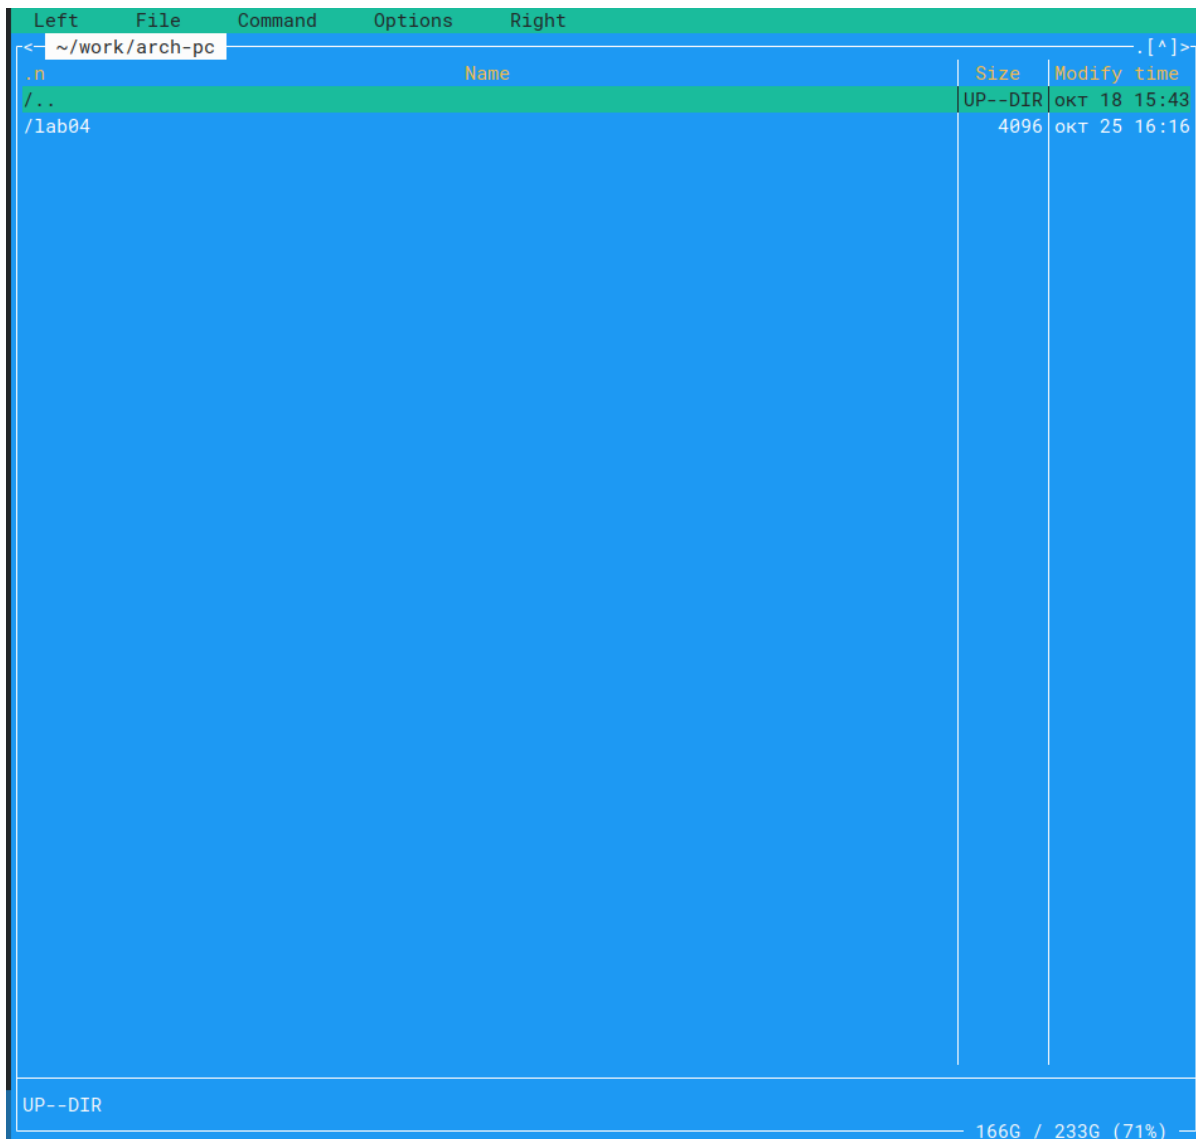 Left File Command Options Right
<- ~/work/arch-pc .[^]>
.n Name Size Modify time
/.. UP--DIR окт 18 15:43
/lab04 4096 окт 25 16:16
UP--DIR
166G / 233G (71%)